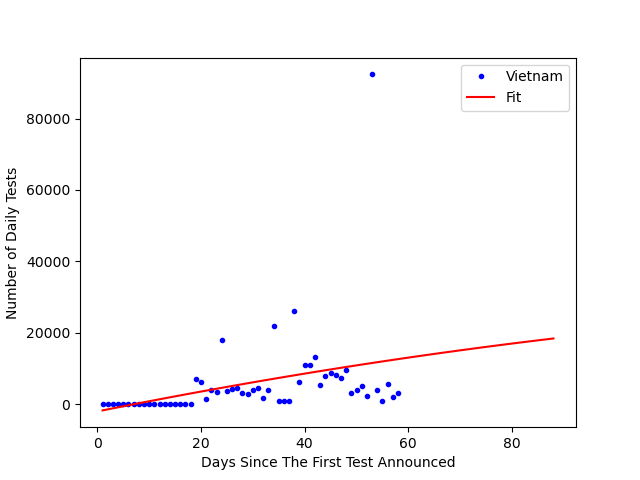 Vietnam
Fit
80000
60000
40000
20000
0
0 20 40 60 80
Number of Daily Tests
Days Since The First Test Announced